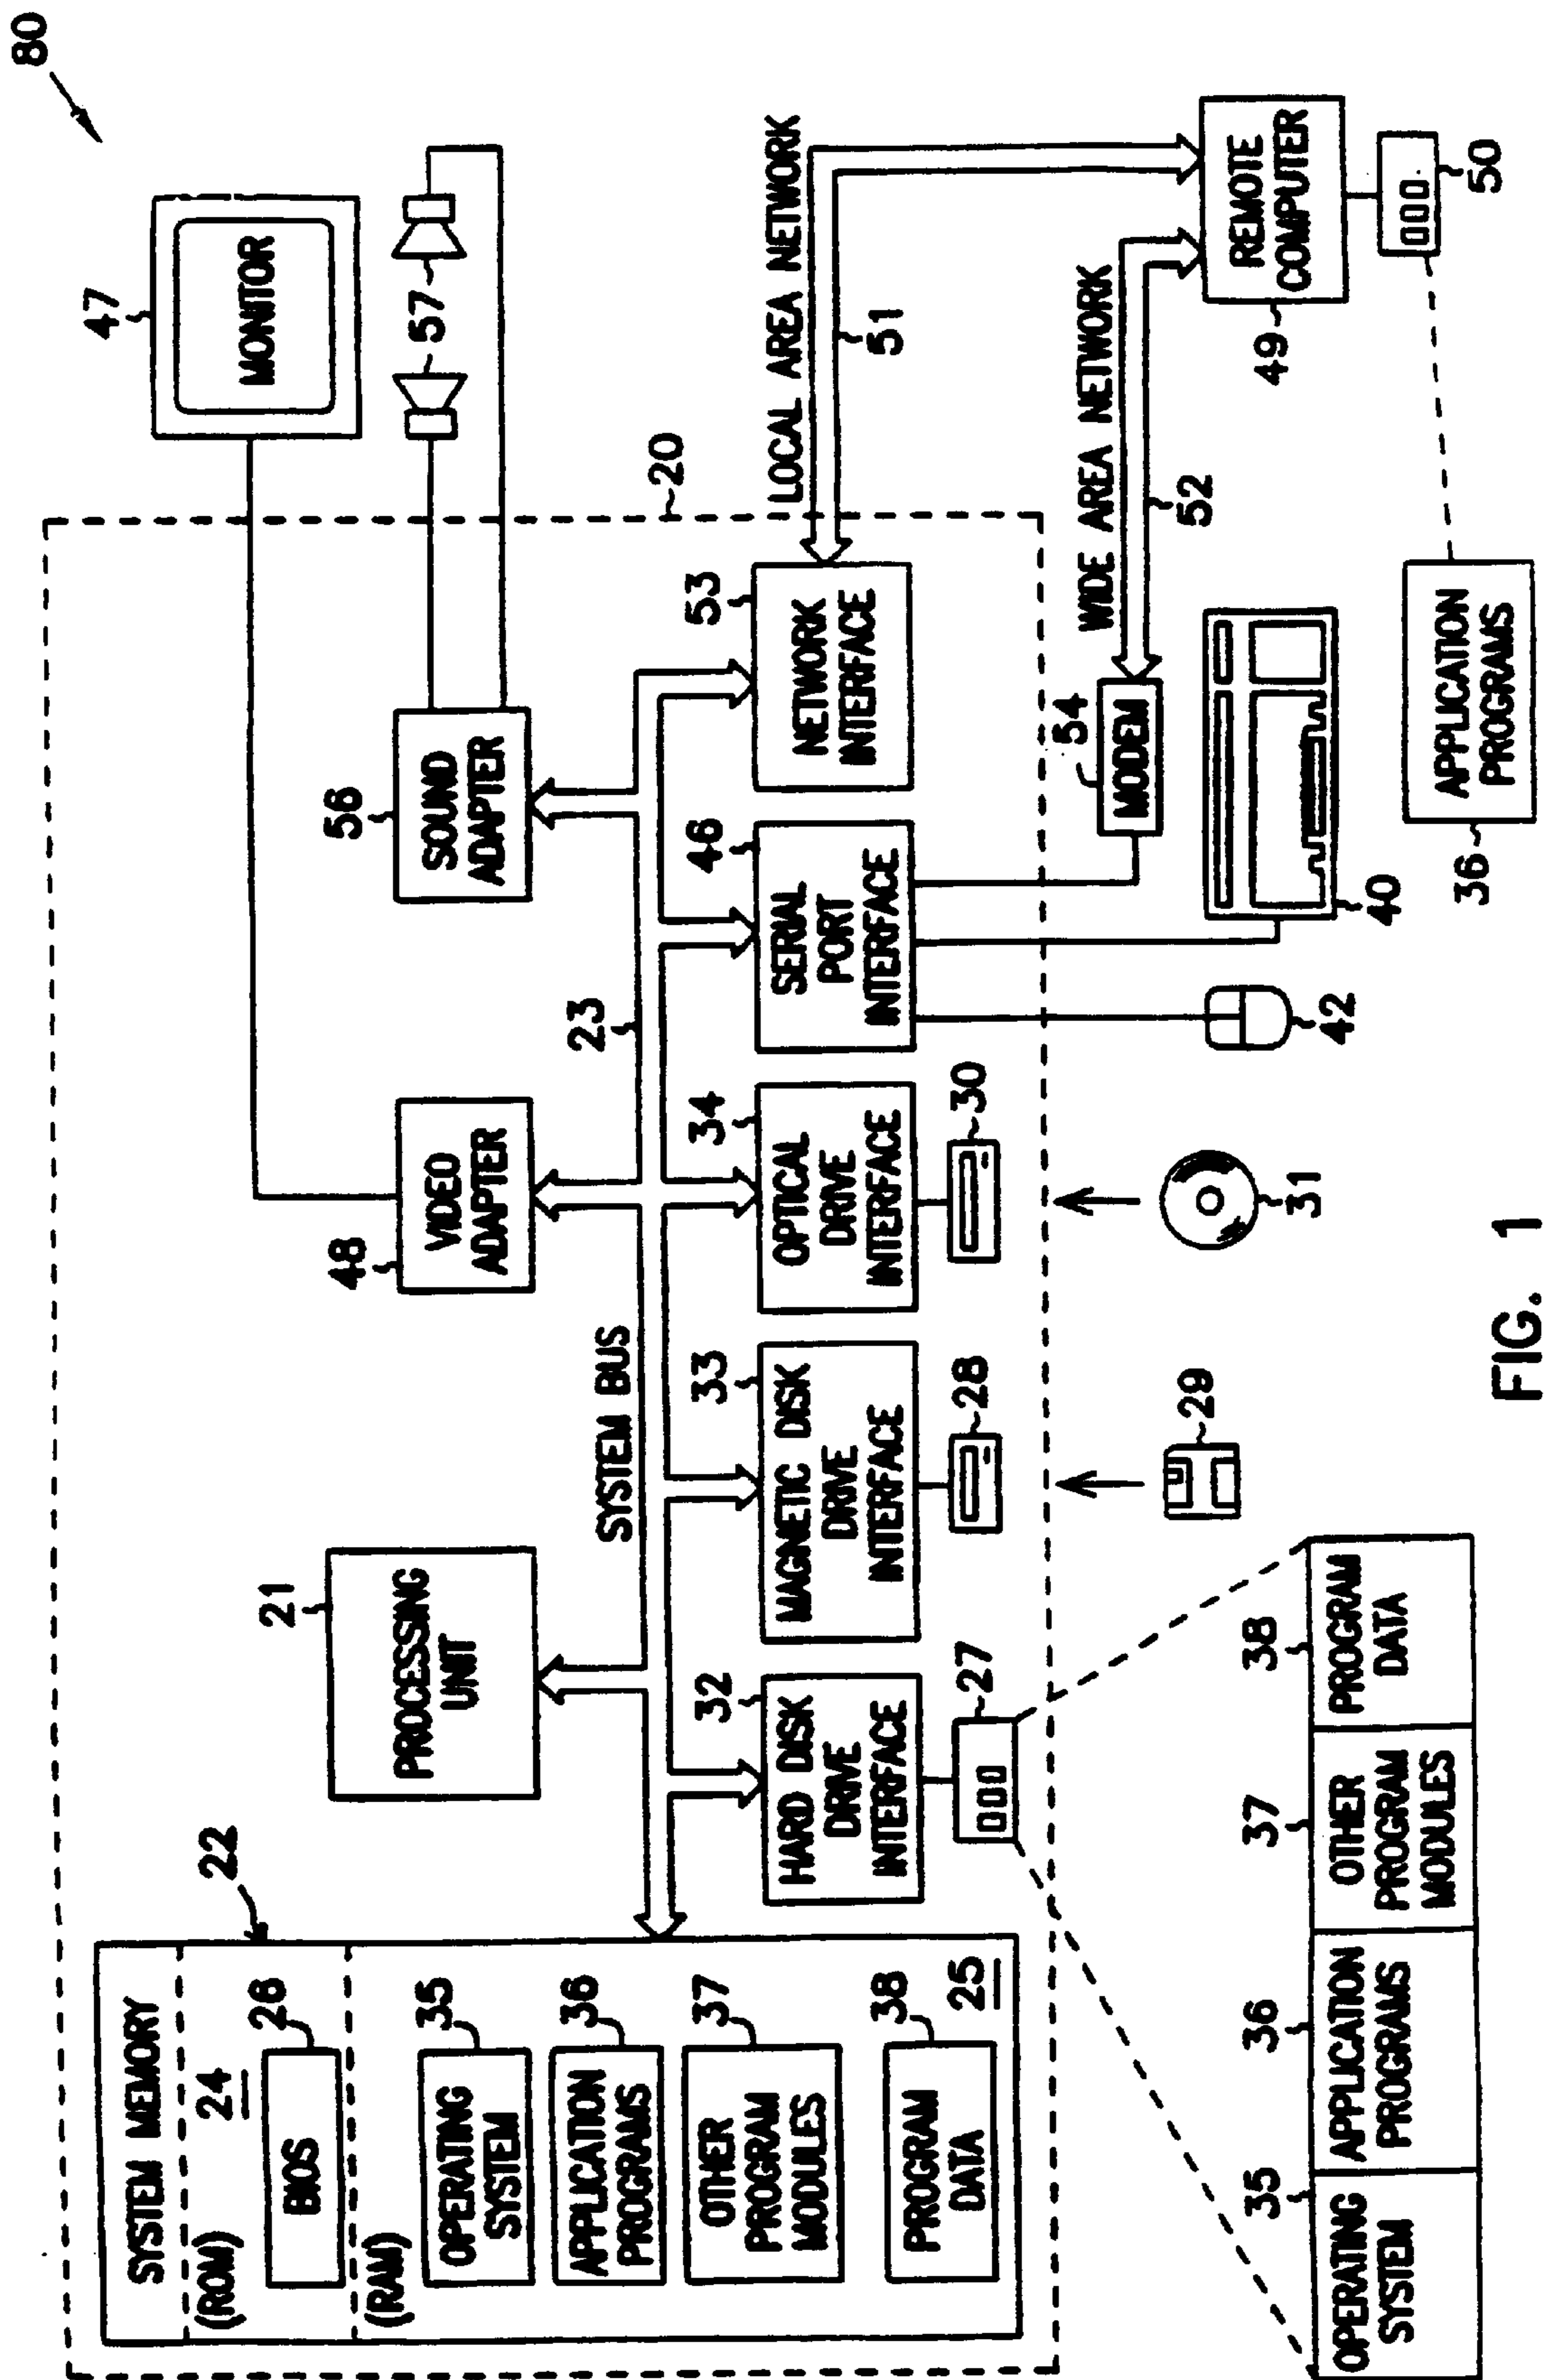 80
SYSTEM MEMORY
22
(ROM) 24
BIOS
26
(RAM)
OPERATING
SYSTEM
35
APPLICATION
PROGRAMS
36
OTHER
PROGRAM
MODULES
37
PROGRAM
DATA
38
25
21
PROCESSING
UNIT
48
VIDEO
ADAPTER
56
SOUND
ADAPTER
47
MONITOR
57
20
SYSTEM BUS
23
32
HARD DISK
DRIVE
INTERFACE
27
33
MAGNETIC DISK
DRIVE
INTERFACE
28
34
OPTICAL
DRIVE
INTERFACE
30
46
SERIAL
PORT
INTERFACE
53
NETWORK
INTERFACE
LOCAL AREA NETWORK
51
54
MODEM
WIDE AREA NETWORK
52
REMOTE
COMPUTER
49
50
29
31
42
40
35
OPERATING
SYSTEM
36
APPLICATION
PROGRAMS
37
OTHER
PROGRAM
MODULES
38
PROGRAM
DATA
36
APPLICATION
PROGRAMS
FIG. 1